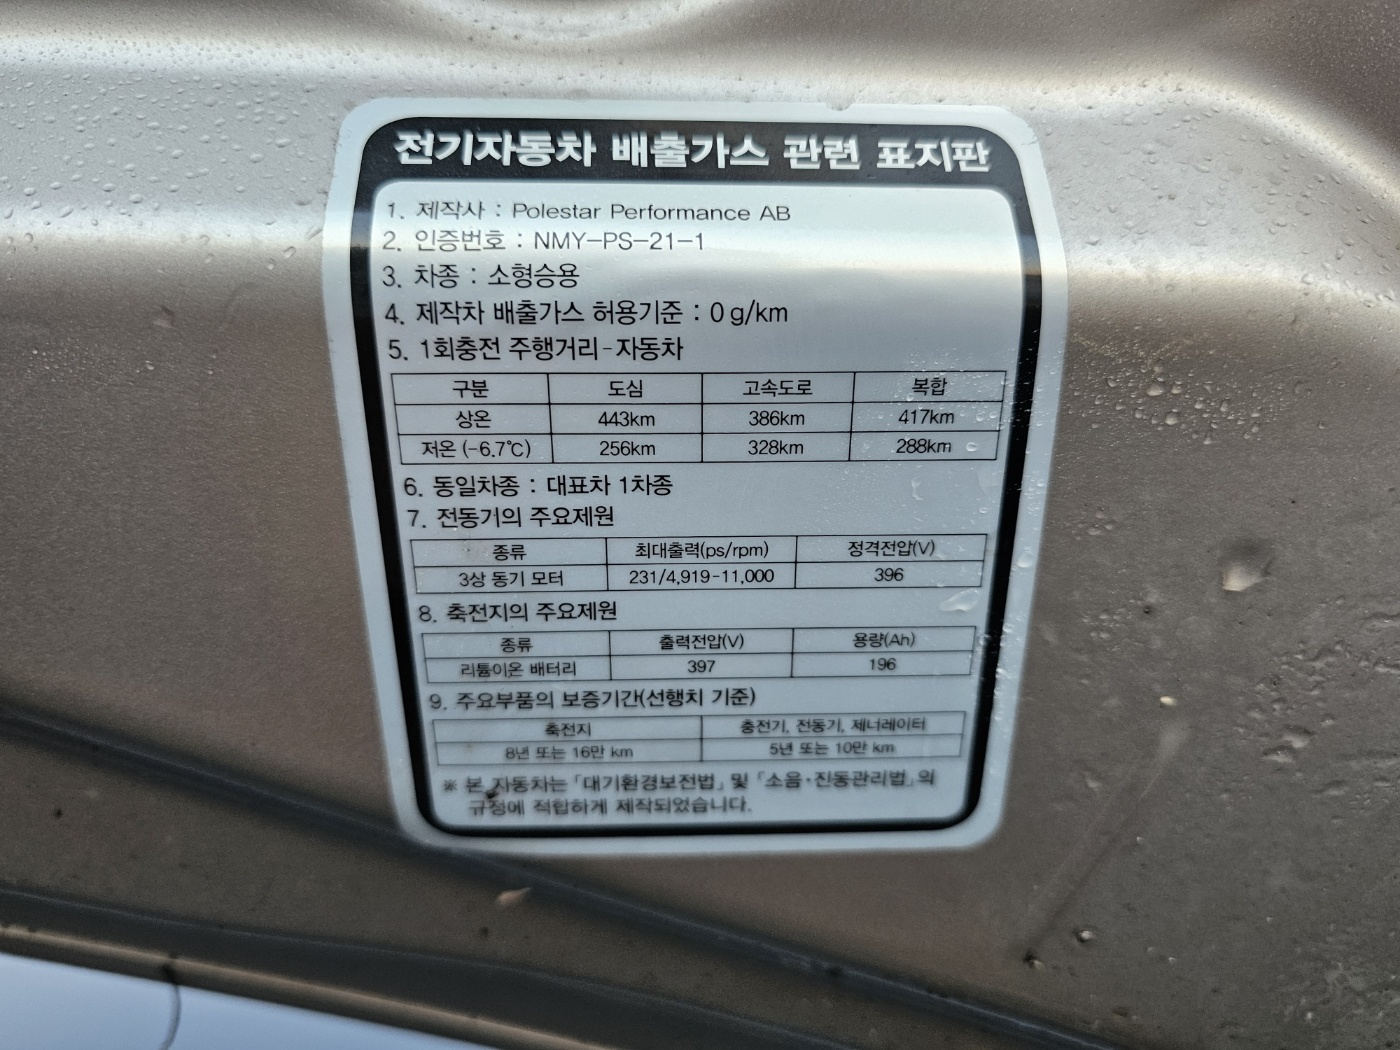 전기자동차 배출가스 관련 표지판
1. 제작사 : Polestar Performance AB
2. 인증번호 : NMY-PS-21-1
3. 차종 : 소형승용
4. 제작차 배출가스 허용기준 : 0 g/km
5. 1회충전 주행거리-자동차
구분 도심 고속도로 복합
상온 443km 386km 417km
저온 (-6.7℃) 256km 328km 288km
6. 동일차종 : 대표차 1차종
7. 전동기의 주요제원
종류 최대출력(ps/rpm) 정격전압(V)
3상 동기 모터 231/4,919-11,000 396
8. 축전지의 주요제원
종류 출력전압(V) 용량(Ah)
리튬이온 배터리 397 196
9. 주요부품의 보증기간(선행치 기준)
축전지 충전기, 전동기, 제너레이터
8년 또는 16만 km 5년 또는 10만 km
※ 본 자동차는 「대기환경보전법」 및 「소음·진동관리법」의
규정에 적합하게 제작되었습니다.